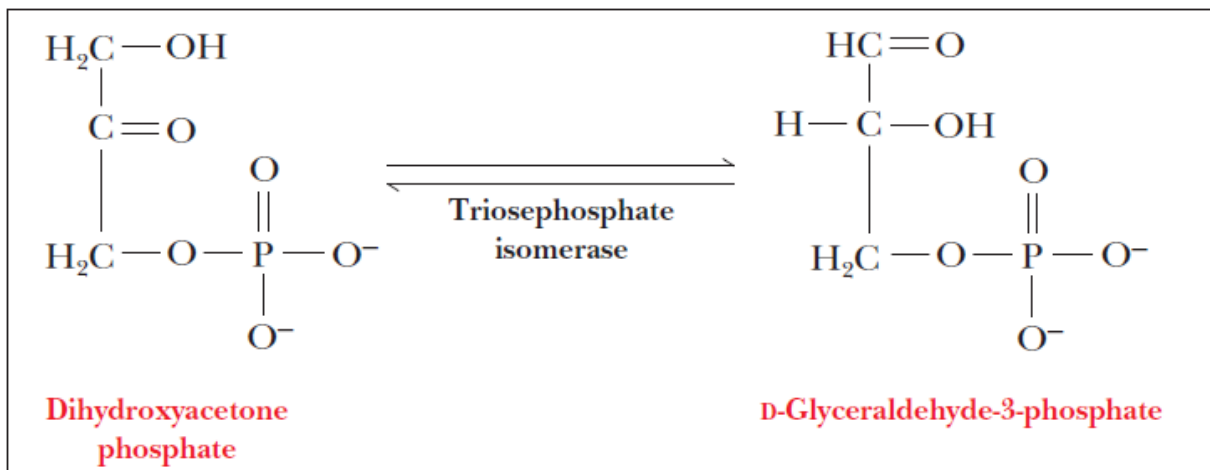 H₂C—OH
C=O
O
H₂C—O—P—O⁻
O⁻
Triosephosphate
isomerase
HC=O
H—C—OH
O
H₂C—O—P—O⁻
O⁻
Dihydroxyacetone
phosphate
D-Glyceraldehyde-3-phosphate